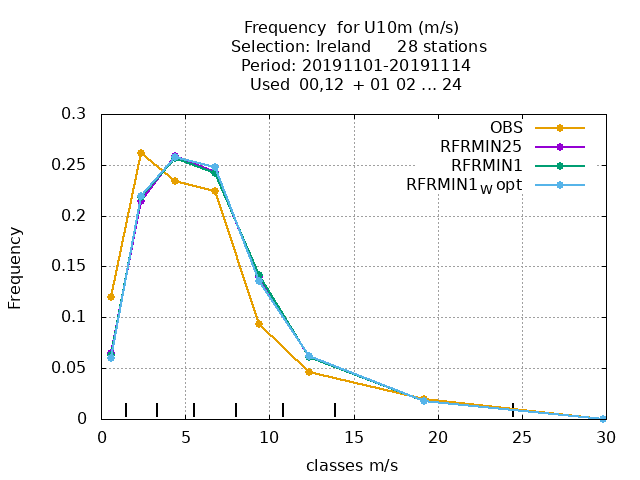 Frequency  for U10m (m/s)
Selection: Ireland     28 stations
Period: 20191101-20191114
Used  00,12  + 01 02 ... 24
OBS
RFRMIN25
RFRMIN1
RFRMIN1w opt
Frequency
0.3
0.25
0.2
0.15
0.1
0.05
0
0 5 10 15 20 25 30
classes m/s